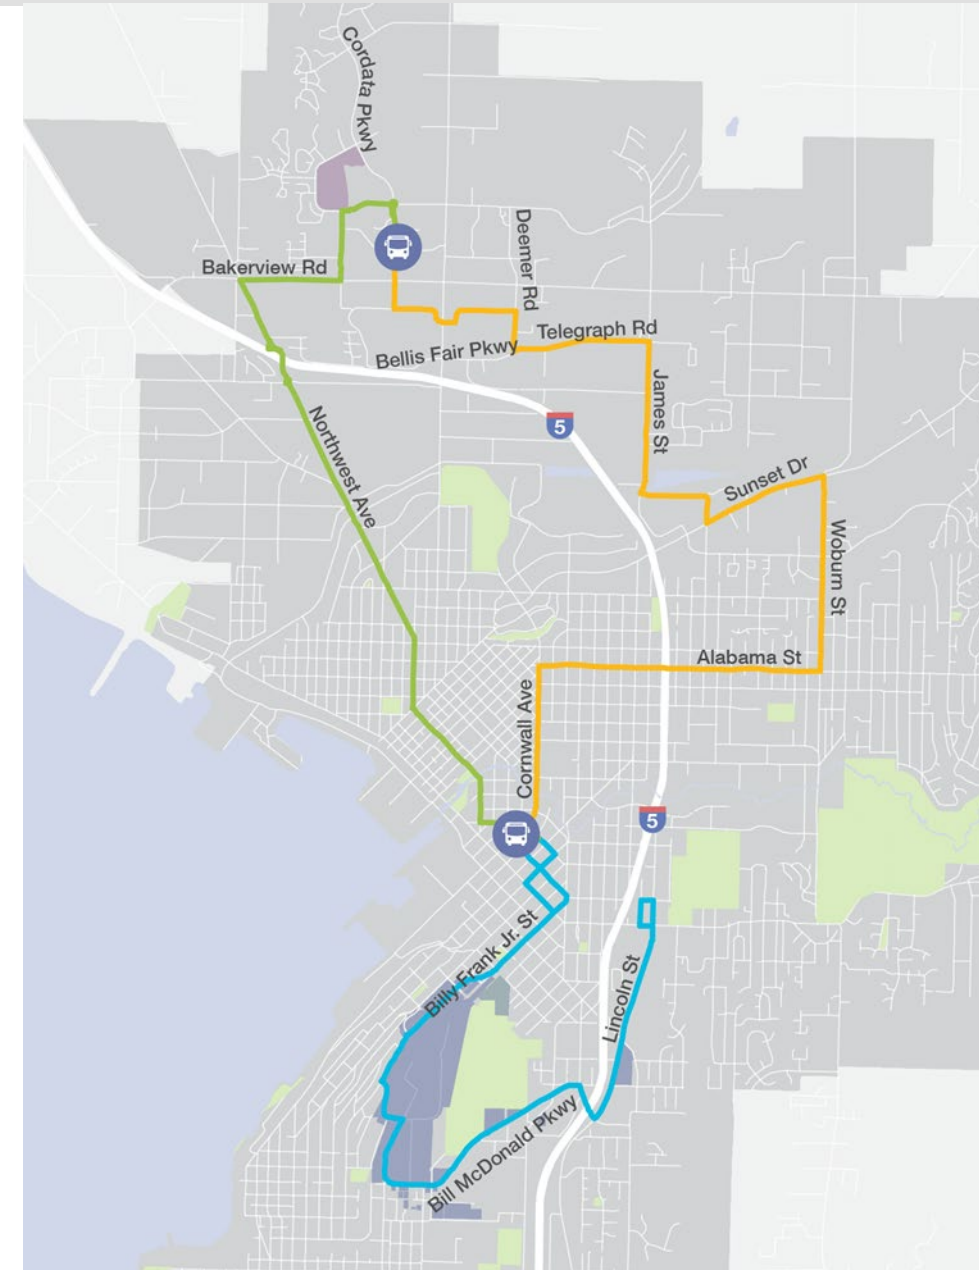 Cordata Pkwy
Deemer Rd
Bakerview Rd
Telegraph Rd
Bellis Fair Pkwy
James St
5
Northwest Ave
Sunset Dr
Woburn St
Alabama St
Cornwall Ave
5
Billy Frank Jr. St
Lincoln St
Bill McDonald Pkwy